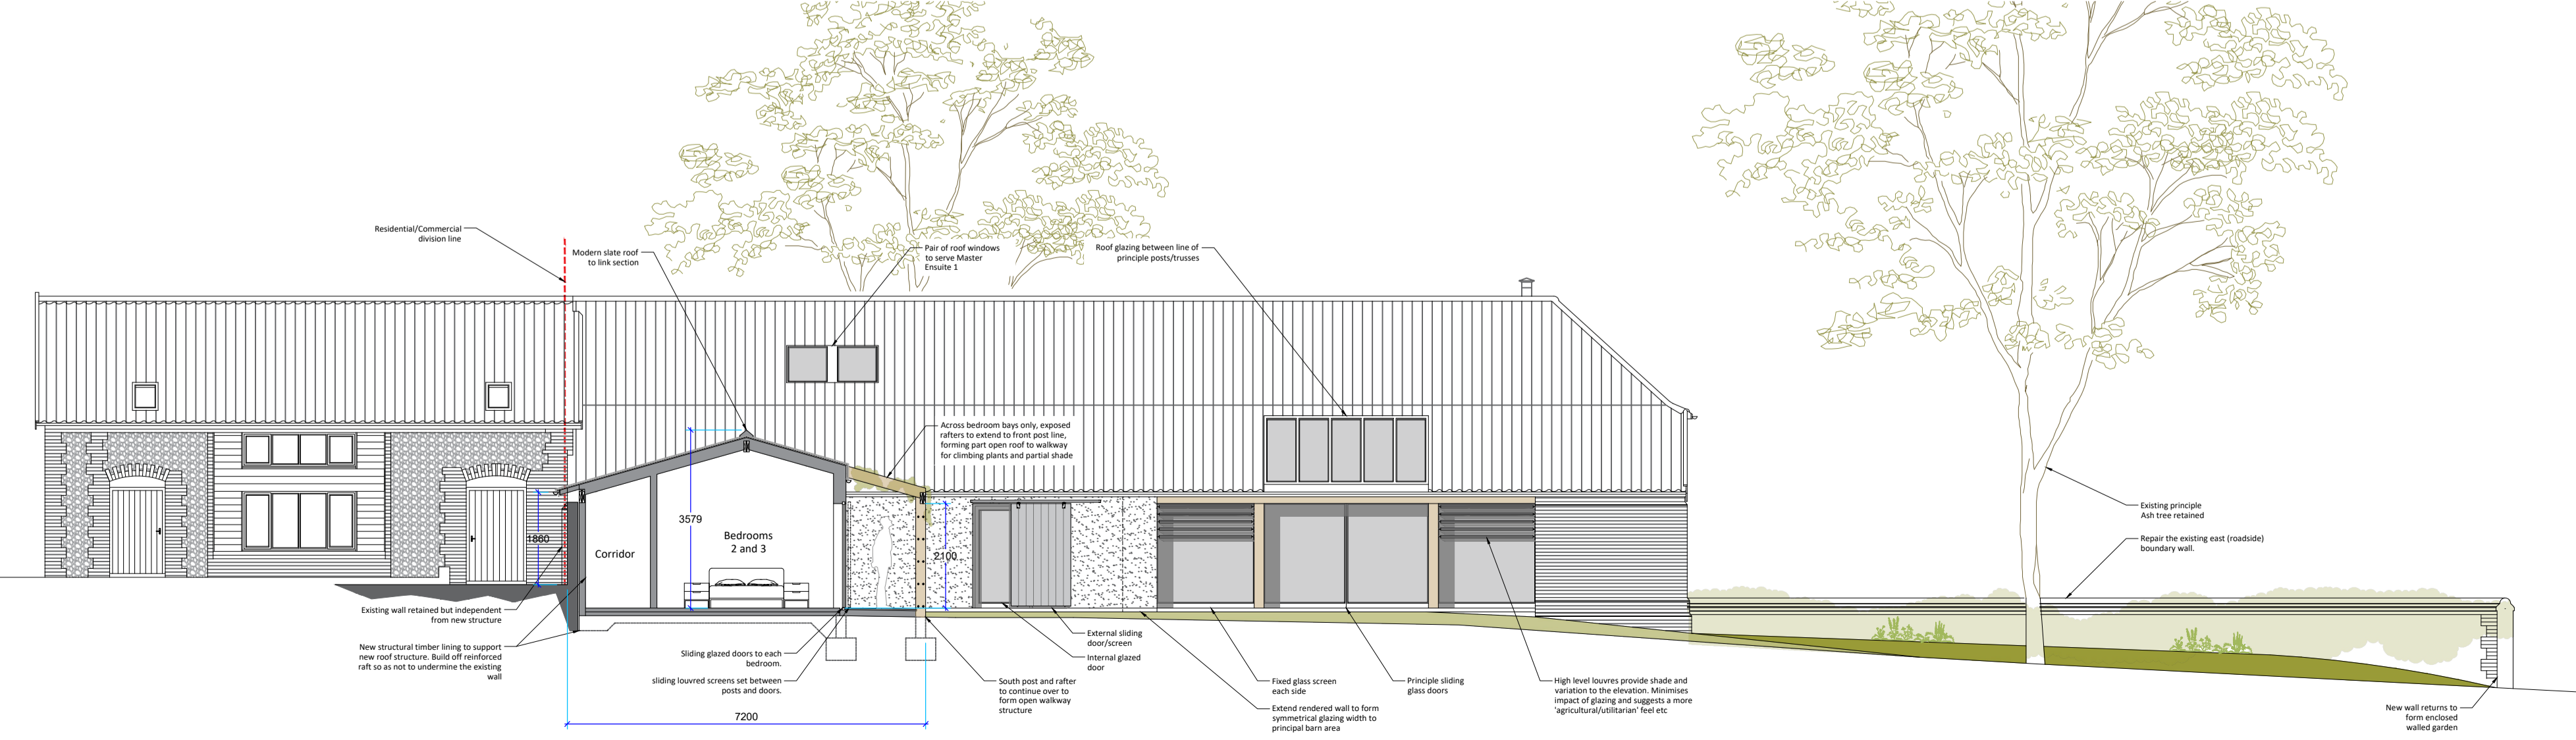 Residential/Commercial
division line
Modern slate roof
to link section
Pair of roof windows
to serve Master
Ensuite 1
Roof glazing between line of
principle posts/trusses
Across bedroom bays only, exposed
rafters to extend to front post line,
forming part open roof to walkway
for climbing plants and partial shade
3579
1860
Corridor
Bedrooms
2 and 3
2100
Existing principle
Ash tree retained
Repair the existing east (roadside)
boundary wall.
Existing wall retained but independent
from new structure
New structural timber lining to support
new roof structure. Build off reinforced
raft so as not to undermine the existing
wall
Sliding glazed doors to each
bedroom.
sliding louvred screens set between
posts and doors.
7200
External sliding
door/screen
Internal glazed
door
South post and rafter
to continue over to
form open walkway
structure
Fixed glass screen
each side
Extend rendered wall to form
symmetrical glazing width to
principal barn area
Principle sliding
glass doors
High level louvres provide shade and
variation to the elevation. Minimises
impact of glazing and suggests a more
'agricultural/utilitarian' feel etc
New wall returns to
form enclosed
walled garden